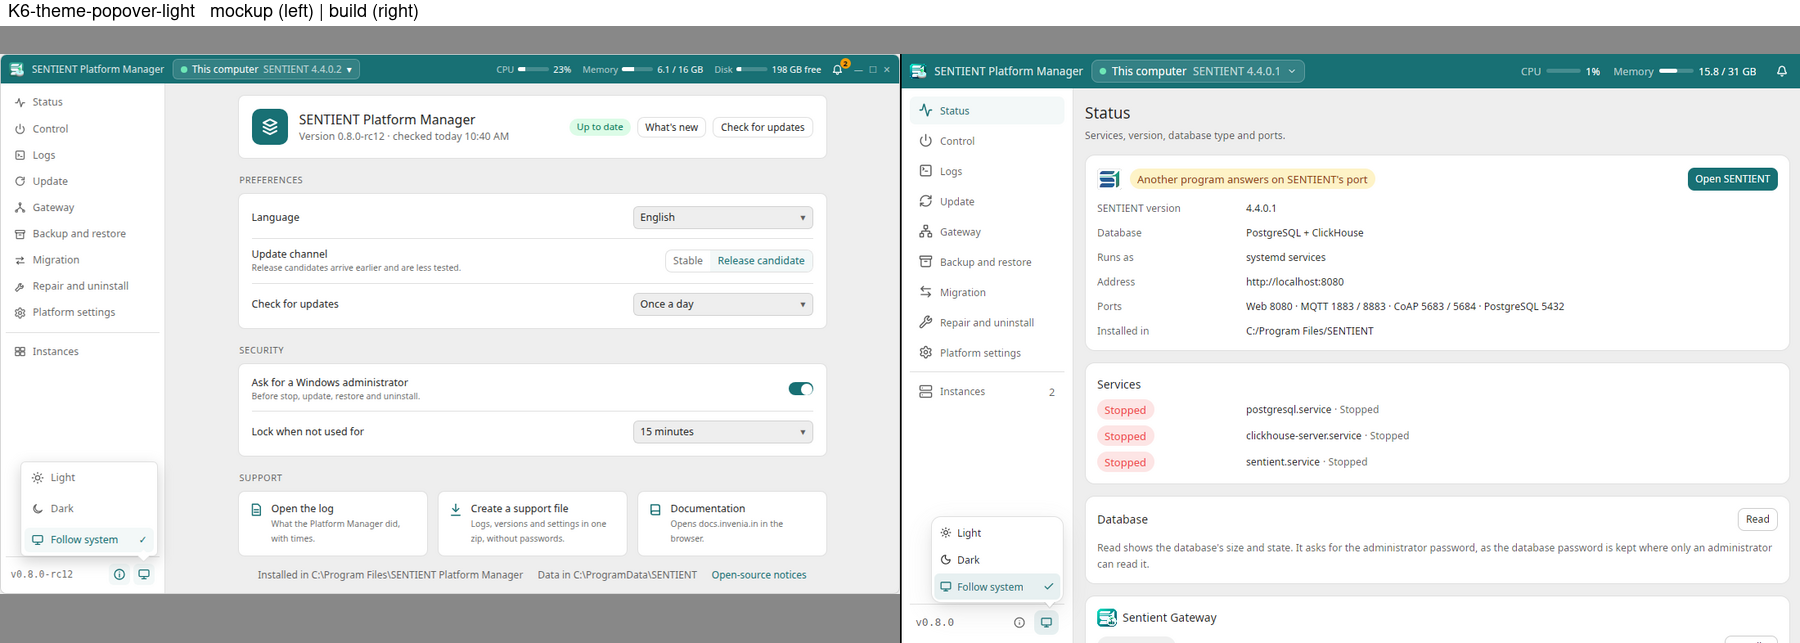 K6-theme-popover-light mockup (left) | build (right)
SENTIENT Platform Manager
This computer SENTIENT 4.4.0.2 ▾
CPU 23% Memory 6.1 / 16 GB Disk 198 GB free 2
Status
Control
Logs
Update
Gateway
Backup and restore
Migration
Repair and uninstall
Platform settings
Instances
Light
Dark
Follow system ✓
v0.8.0-rc12
SENTIENT Platform Manager
Version 0.8.0-rc12 · checked today 10:40 AM
Up to date
What's new
Check for updates
PREFERENCES
Language English
Update channel
Release candidates arrive earlier and are less tested.
Stable Release candidate
Check for updates Once a day
SECURITY
Ask for a Windows administrator
Before stop, update, restore and uninstall.
Lock when not used for 15 minutes
SUPPORT
Open the log
What the Platform Manager did,
with times.
Create a support file
Logs, versions and settings in one
zip, without passwords.
Documentation
Opens docs.invenia.in in the
browser.
Installed in C:\Program Files\SENTIENT Platform Manager Data in C:\ProgramData\SENTIENT Open-source notices
SENTIENT Platform Manager
This computer SENTIENT 4.4.0.1
CPU 1% Memory 15.8 / 31 GB
Status
Control
Logs
Update
Gateway
Backup and restore
Migration
Repair and uninstall
Platform settings
Instances 2
Light
Dark
Follow system ✓
v0.8.0
Status
Services, version, database type and ports.
Another program answers on SENTIENT's port
Open SENTIENT
SENTIENT version 4.4.0.1
Database PostgreSQL + ClickHouse
Runs as systemd services
Address http://localhost:8080
Ports Web 8080 · MQTT 1883 / 8883 · CoAP 5683 / 5684 · PostgreSQL 5432
Installed in C:/Program Files/SENTIENT
Services
Stopped postgresql.service · Stopped
Stopped clickhouse-server.service · Stopped
Stopped sentient.service · Stopped
Database
Read
Read shows the database's size and state. It asks for the administrator password, as the database password is kept where only an administrator
can read it.
Sentient Gateway